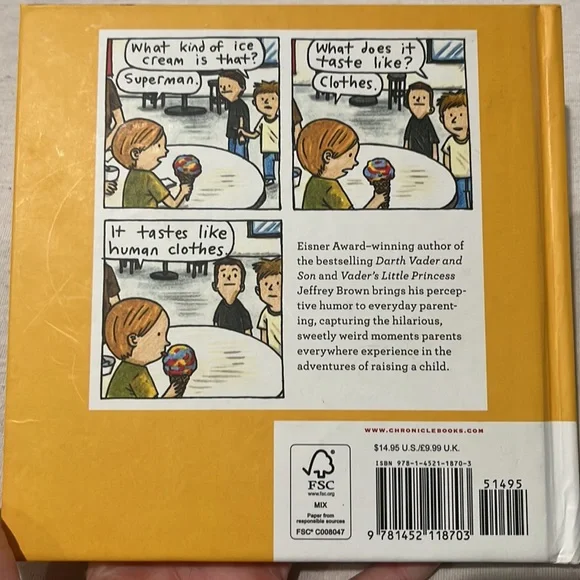 What kind of ice
cream is that?
Superman.
What does it
taste like?
Clothes.
It tastes like
human clothes.
Eisner Award–winning author of
the bestselling Darth Vader and
Son and Vader's Little Princess
Jeffrey Brown brings his percep-
tive humor to everyday parent-
ing, capturing the hilarious,
sweetly weird moments parents
everywhere experience in the
adventures of raising a child.
WWW.CHRONICLEBOOKS.COM
$14.95 U.S./£9.99 U.K.
ISBN 978-1-4521-1870-3
51495
9 781452 118703
FSC
www.fsc.org
MIX
Paper from
responsible sources
FSC® C008047